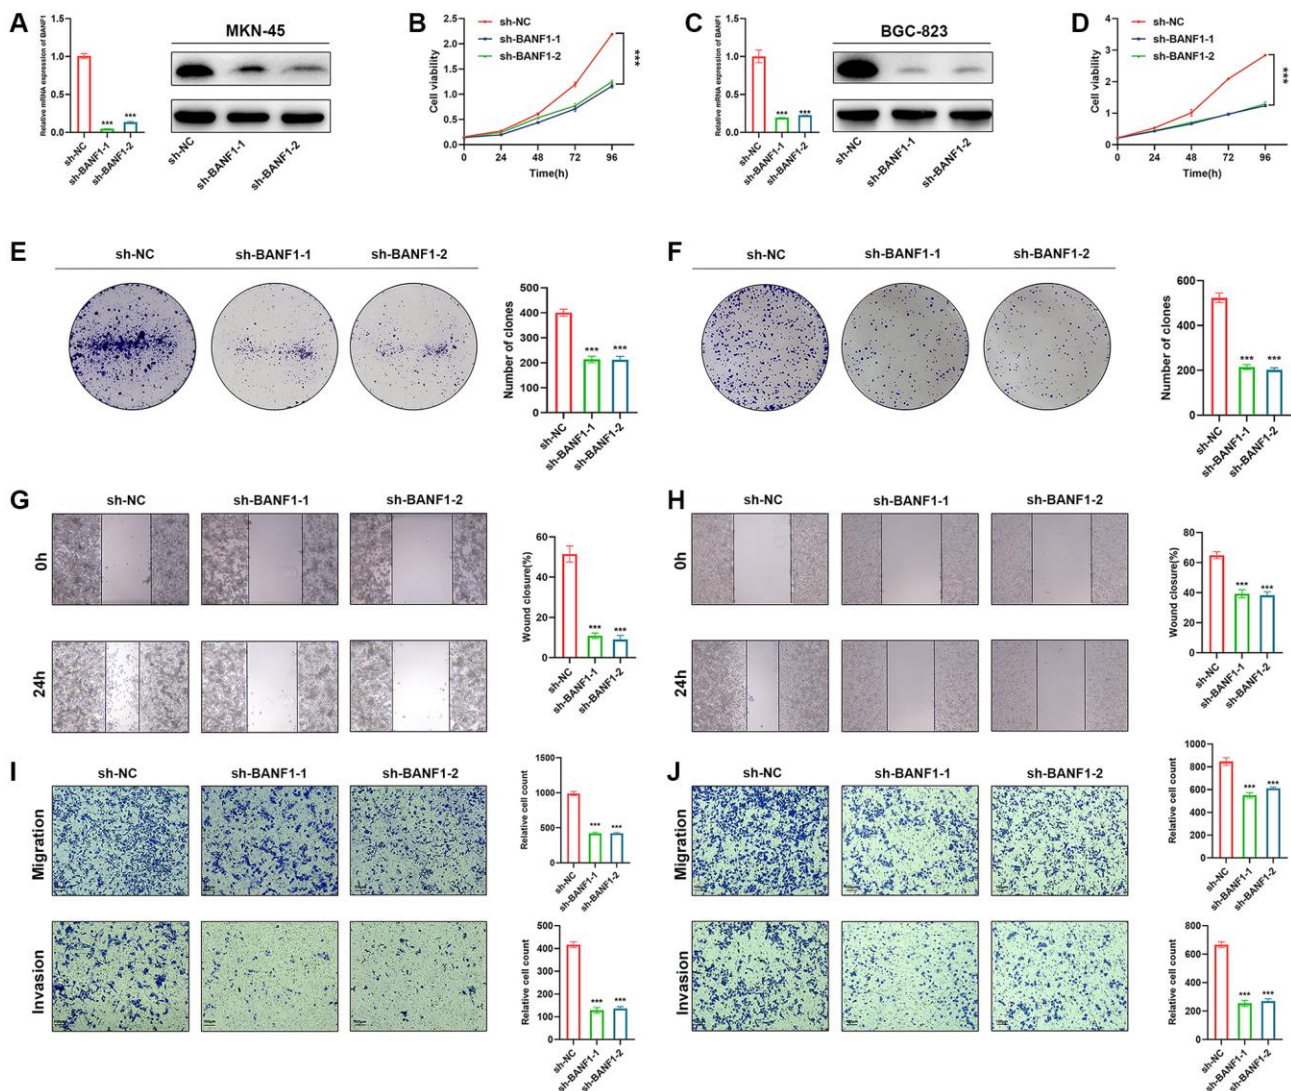 A
Relative mRNA expression of BANF1
1.5
1.0
0.5
0.0
***
***
sh-NC
sh-BANF1-1
sh-BANF1-2
MKN-45
sh-NC
sh-BANF1-1
sh-BANF1-2
B
sh-NC
sh-BANF1-1
sh-BANF1-2
Cell viability
2.5
2.0
1.5
1.0
0.5
0.0
***
0 24 48 72 96
Time(h)
C
Relative mRNA expression of BANF1
1.5
1.0
0.5
0.0
***
***
sh-NC
sh-BANF1-1
sh-BANF1-2
BGC-823
sh-NC
sh-BANF1-1
sh-BANF1-2
D
sh-NC
sh-BANF1-1
sh-BANF1-2
Cell viability
4
3
2
1
0
***
0 24 48 72 96
Time(h)
E
sh-NC sh-BANF1-1 sh-BANF1-2
Number of clones
500
400
300
200
100
0
***
***
sh-NC
sh-BANF1-1
sh-BANF1-2
F
sh-NC sh-BANF1-1 sh-BANF1-2
Number of clones
600
400
200
0
***
***
sh-NC
sh-BANF1-1
sh-BANF1-2
G
sh-NC sh-BANF1-1 sh-BANF1-2
0h
24h
Wound closure(%)
60
40
20
0
***
***
sh-NC
sh-BANF1-1
sh-BANF1-2
H
sh-NC sh-BANF1-1 sh-BANF1-2
0h
24h
Wound closure(%)
80
60
40
20
0
***
***
sh-NC
sh-BANF1-1
sh-BANF1-2
I
sh-NC sh-BANF1-1 sh-BANF1-2
Migration
Invasion
Relative cell count
1500
1000
500
0
***
***
sh-NC
sh-BANF1-1
sh-BANF1-2
Relative cell count
500
400
300
200
100
0
***
***
sh-NC
sh-BANF1-1
sh-BANF1-2
J
sh-NC sh-BANF1-1 sh-BANF1-2
Migration
Invasion
Relative cell count
1000
800
600
400
200
0
***
***
sh-NC
sh-BANF1-1
sh-BANF1-2
Relative cell count
800
600
400
200
0
***
***
sh-NC
sh-BANF1-1
sh-BANF1-2